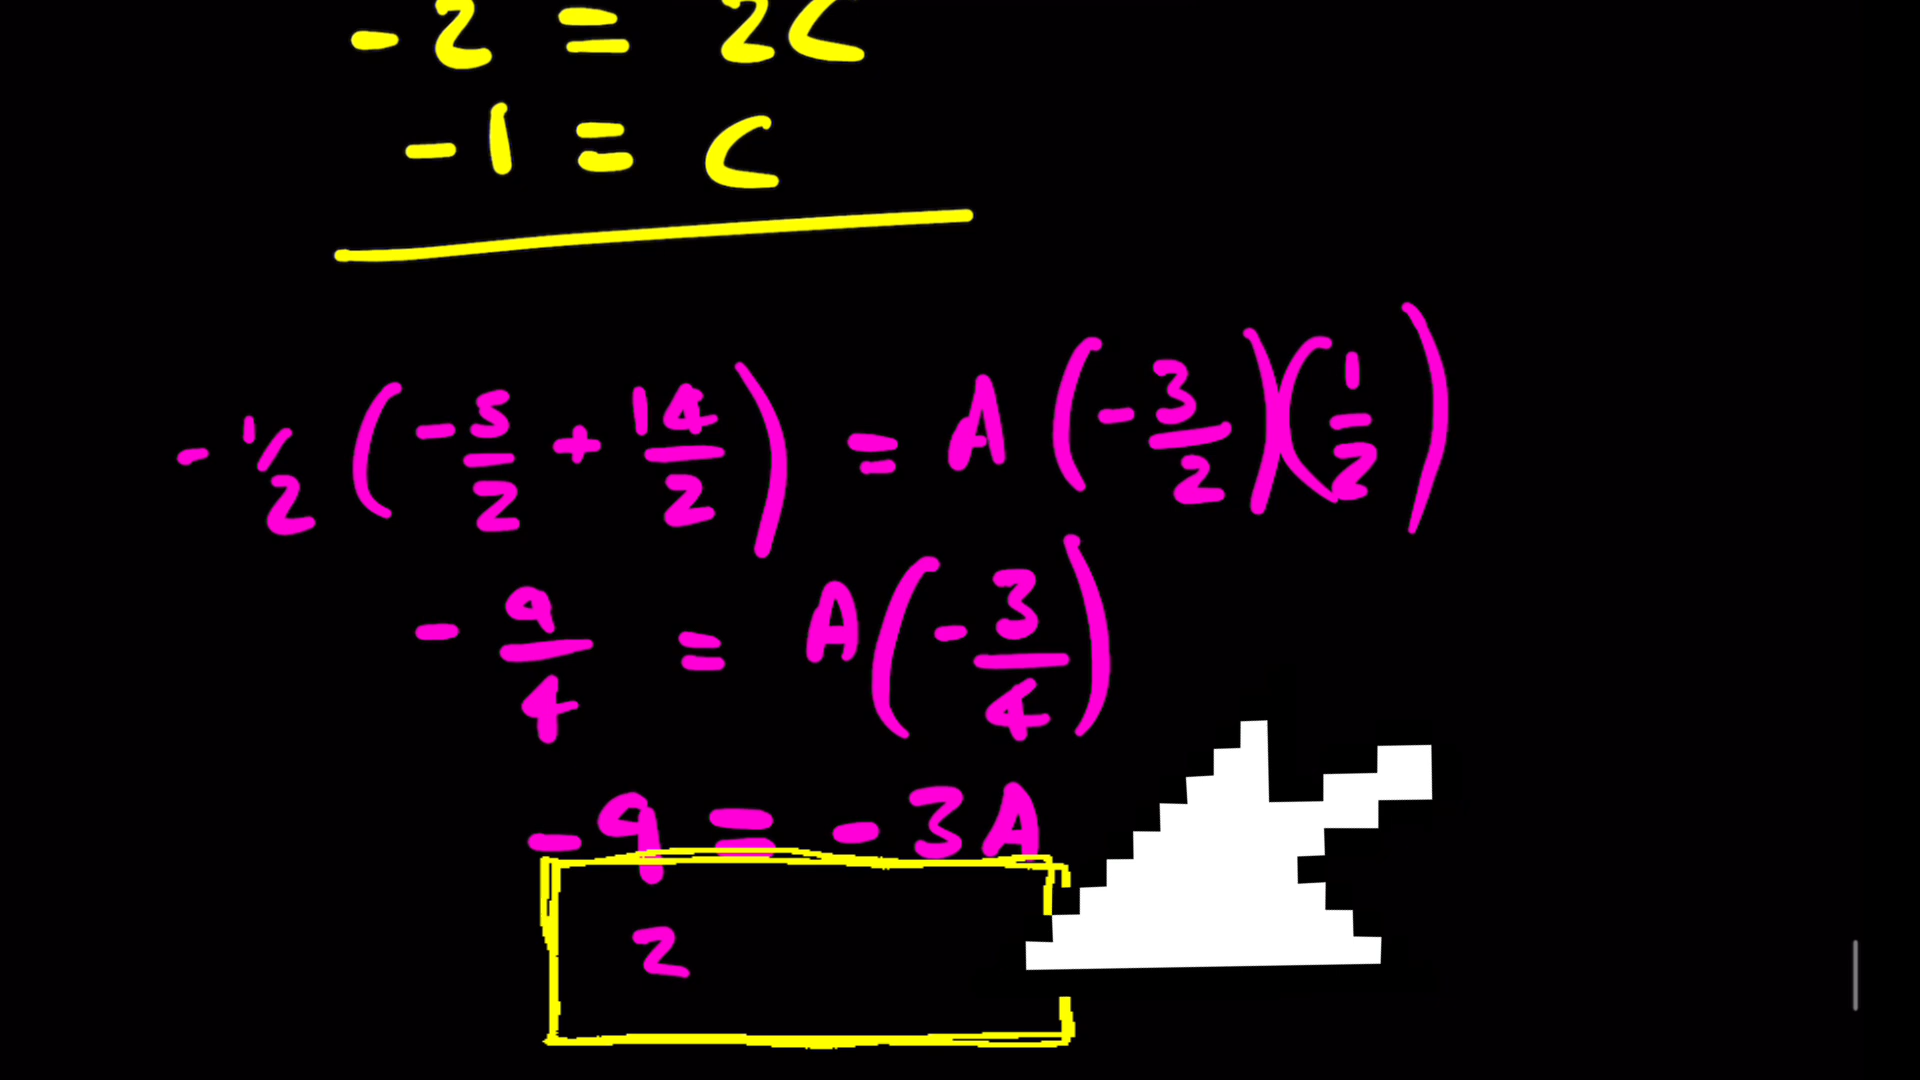 -2 = 2C
-1 = C
-1/2 (-5/2 + 14/2) = A (-3/2)(1/2)
-9/4 = A(-3/4)
-9 = -3A
2